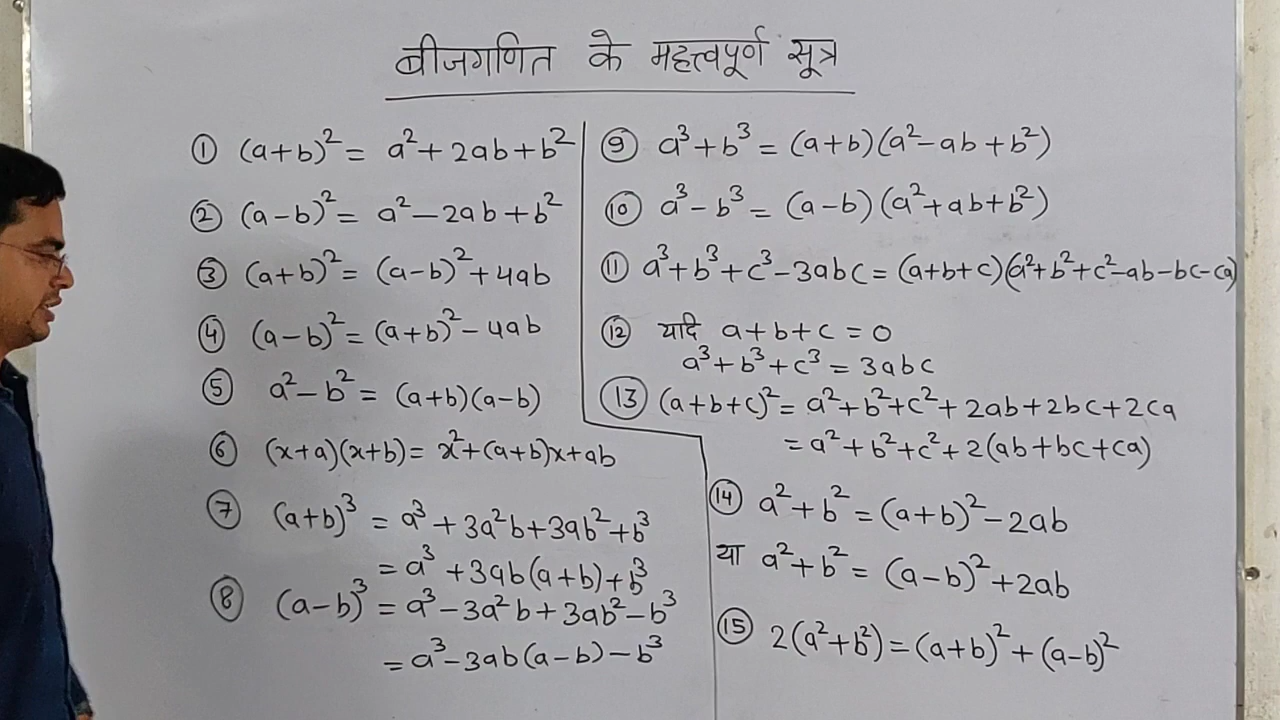 बीजगणित के महत्त्वपूर्ण सूत्र
① (a+b)² = a² + 2ab + b²
② (a-b)² = a² - 2ab + b²
③ (a+b)² = (a-b)² + 4ab
④ (a-b)² = (a+b)² - 4ab
⑤ a² - b² = (a+b)(a-b)
⑥ (x+a)(x+b) = x² + (a+b)x + ab
⑦ (a+b)³ = a³ + 3a²b + 3ab² + b³
= a³ + 3ab(a+b) + b³
⑧ (a-b)³ = a³ - 3a²b + 3ab² - b³
= a³ - 3ab(a-b) - b³
⑨ a³ + b³ = (a+b)(a² - ab + b²)
⑩ a³ - b³ = (a-b)(a² + ab + b²)
⑪ a³ + b³ + c³ - 3abc = (a+b+c)(a² + b² + c² - ab - bc - ca)
⑫ यदि a + b + c = 0
a³ + b³ + c³ = 3abc
⑬ (a+b+c)² = a² + b² + c² + 2ab + 2bc + 2ca
= a² + b² + c² + 2(ab + bc + ca)
⑭ a² + b² = (a+b)² - 2ab
या a² + b² = (a-b)² + 2ab
⑮ 2(a² + b²) = (a+b)² + (a-b)²